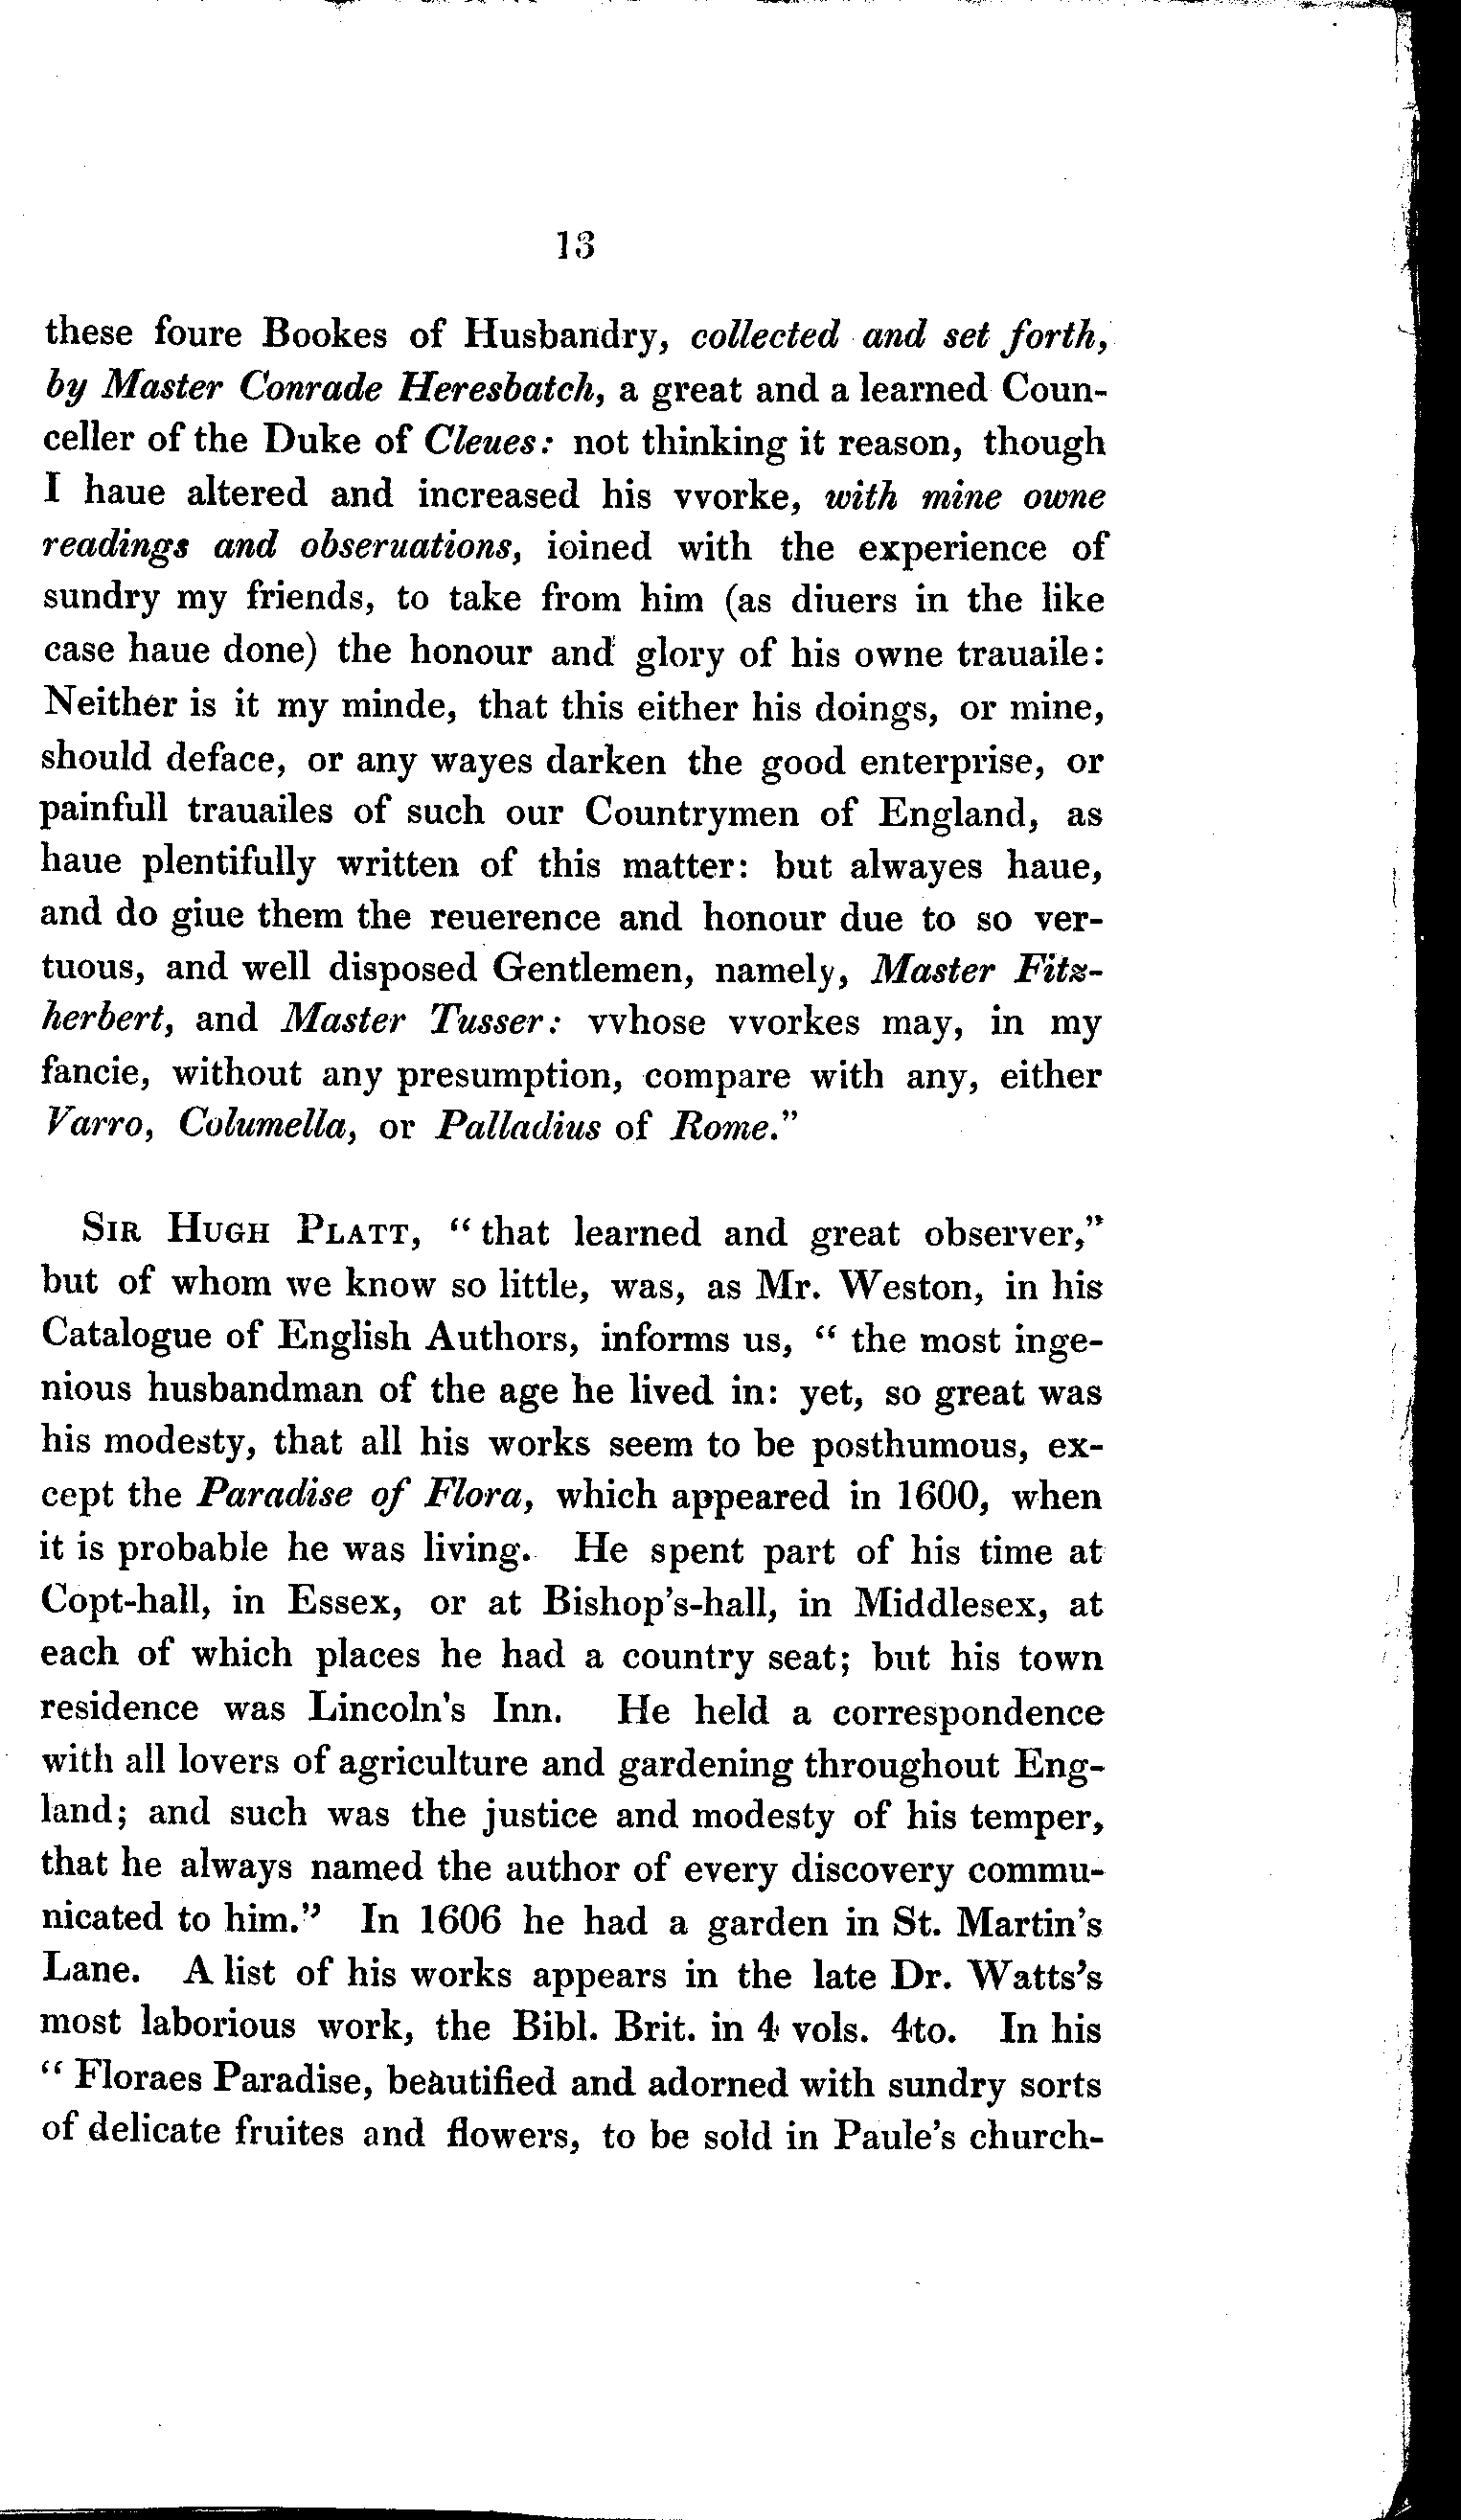 13
these foure Bookes of Husbandry, collected and set forth,
by Master Conrade Heresbatch, a great and a learned Coun-
celler of the Duke of Cleues: not thinking it reason, though
I haue altered and increased his vvorke, with mine owne
readings and obseruations, ioined with the experience of
sundry my friends, to take from him (as diuers in the like
case haue done) the honour and glory of his owne trauaile:
Neither is it my minde, that this either his doings, or mine,
should deface, or any wayes darken the good enterprise, or
painfull trauailes of such our Countrymen of England, as
haue plentifully written of this matter: but alwayes haue,
and do giue them the reuerence and honour due to so ver-
tuous, and well disposed Gentlemen, namely, Master Fitz-
herbert, and Master Tusser: vvhose vvorkes may, in my
fancie, without any presumption, compare with any, either
Varro, Columella, or Palladius of Rome."
SIR HUGH PLATT, "that learned and great observer,"
but of whom we know so little, was, as Mr. Weston, in his
Catalogue of English Authors, informs us, "the most inge-
nious husbandman of the age he lived in: yet, so great was
his modesty, that all his works seem to be posthumous, ex-
cept the Paradise of Flora, which appeared in 1600, when
it is probable he was living. He spent part of his time at
Copt-hall, in Essex, or at Bishop's-hall, in Middlesex, at
each of which places he had a country seat; but his town
residence was Lincoln's Inn. He held a correspondence
with all lovers of agriculture and gardening throughout Eng-
land; and such was the justice and modesty of his temper,
that he always named the author of every discovery commu-
nicated to him." In 1606 he had a garden in St. Martin's
Lane. A list of his works appears in the late Dr. Watts's
most laborious work, the Bibl. Brit. in 4 vols. 4to. In his
"Floraes Paradise, beautified and adorned with sundry sorts
of delicate fruites and flowers, to be sold in Paule's church-